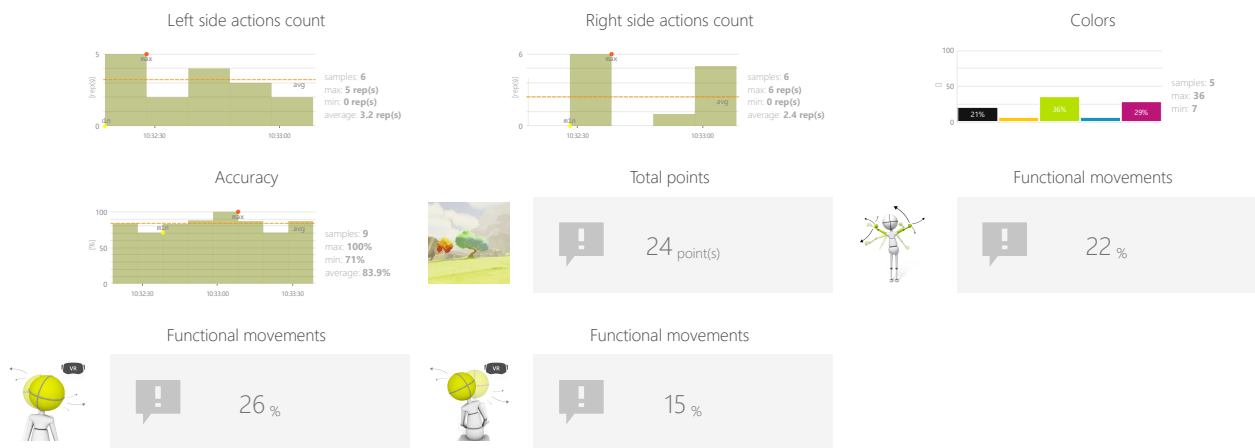 Left side actions count
5
0
[rep(s)]
max
min
avg
10:32:30
10:33:00
samples: 6
max: 5 rep(s)
min: 0 rep(s)
average: 3.2 rep(s)
Right side actions count
6
0
[rep(s)]
max
min
avg
10:32:30
10:33:00
samples: 6
max: 6 rep(s)
min: 0 rep(s)
average: 2.4 rep(s)
Colors
100
50
0
[]
21%
36%
29%
samples: 5
max: 36
min: 7
Accuracy
100
50
0
[%]
min
max
avg
10:32:30
10:33:00
10:33:30
samples: 9
max: 100%
min: 71%
average: 83.9%
Total points
24 point(s)
Functional movements
22 %
Functional movements
VR
26 %
Functional movements
VR
15 %